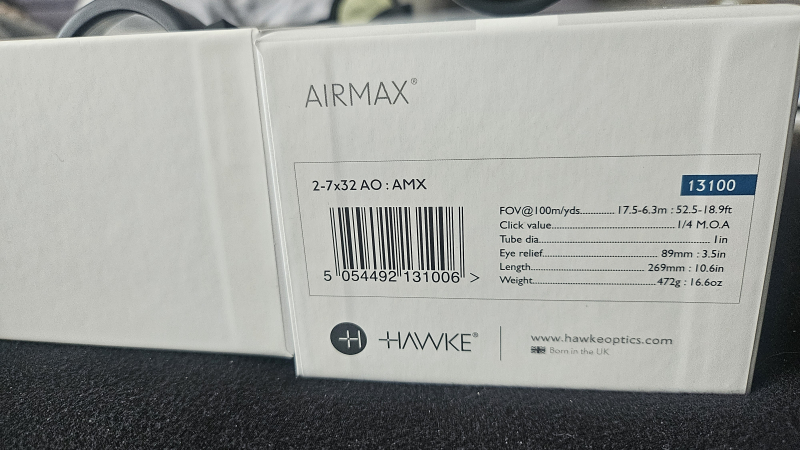 AIRMAX®
2-7x32 AO : AMX
13100
FOV@100m/yds............ 17.5-6.3m : 52.5-18.9ft
Click value.............................................. 1/4 M.O.A
Tube dia........................................................ 1in
Eye relief........................................ 89mm : 3.5in
Length........................................ 269mm : 10.6in
Weight........................................ 472g : 16.6oz
5 054492 131006 >
HAWKE®
www.hawkeoptics.com
Born in the UK